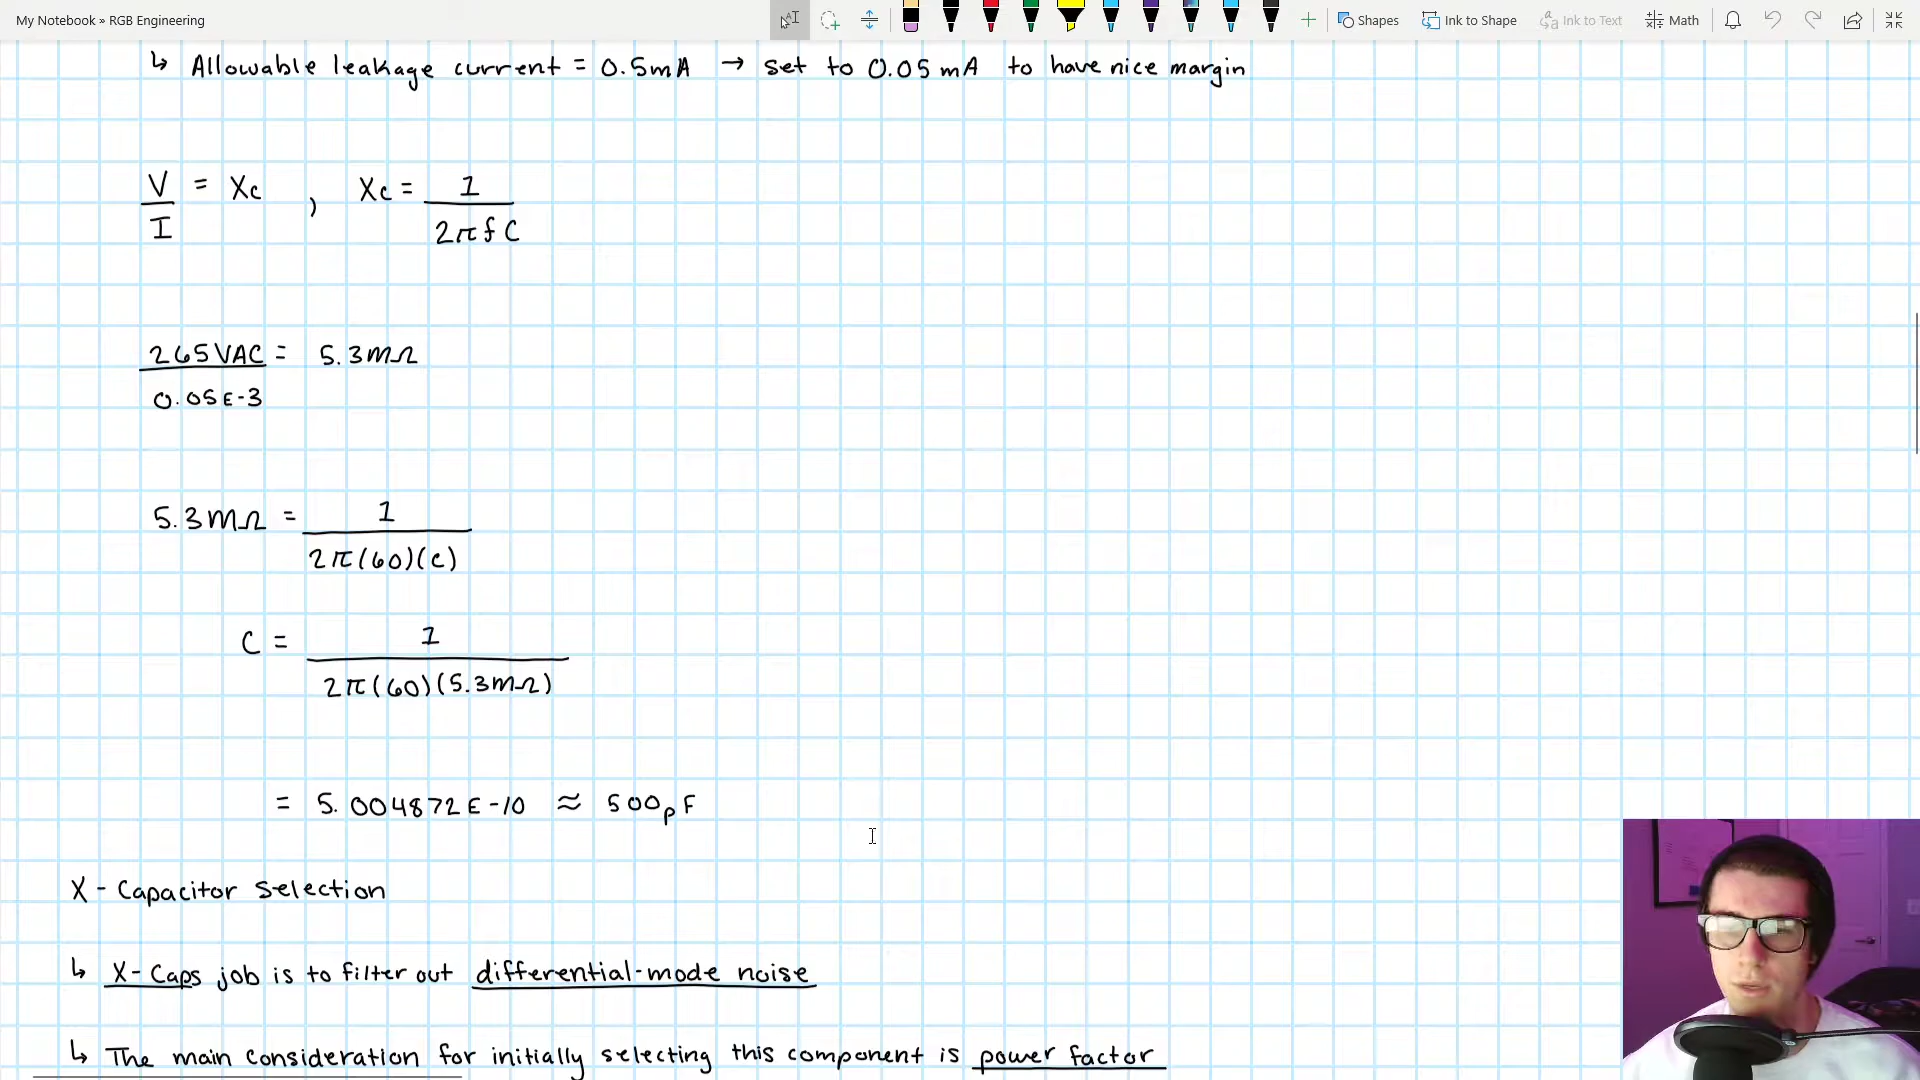 My Notebook » RGB Engineering
Shapes Ink to Shape Ink to Text Math
↳ Allowable leakage current = 0.5mA → set to 0.05 mA to have nice margin
V/I = Xc , Xc = 1/2πfC
265VAC/0.05E-3 = 5.3MΩ
5.3MΩ = 1/2π(60)(C)
C = 1/2π(60)(5.3MΩ)
= 5.004872E-10 ≈ 500pF
X-Capacitor Selection
↳ X-Caps job is to filter out differential-mode noise
↳ The main consideration for initially selecting this component is power factor